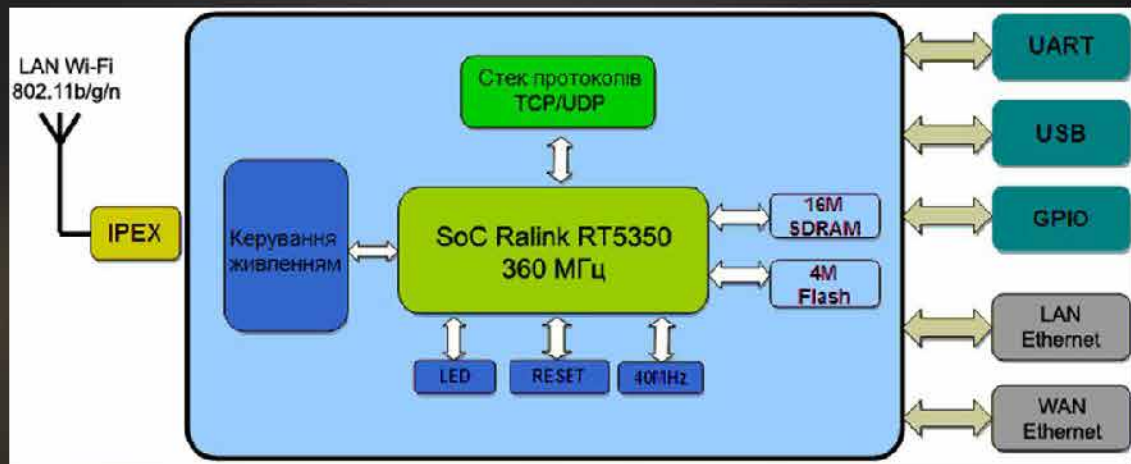 LAN Wi-Fi
802.11b/g/n
IPEX
Стек протоколів
TCP/UDP
Керування
живленням
SoC Ralink RT5350
360 МГц
16M
SDRAM
4M
Flash
LED
RESET
40MHz
UART
USB
GPIO
LAN
Ethernet
WAN
Ethernet